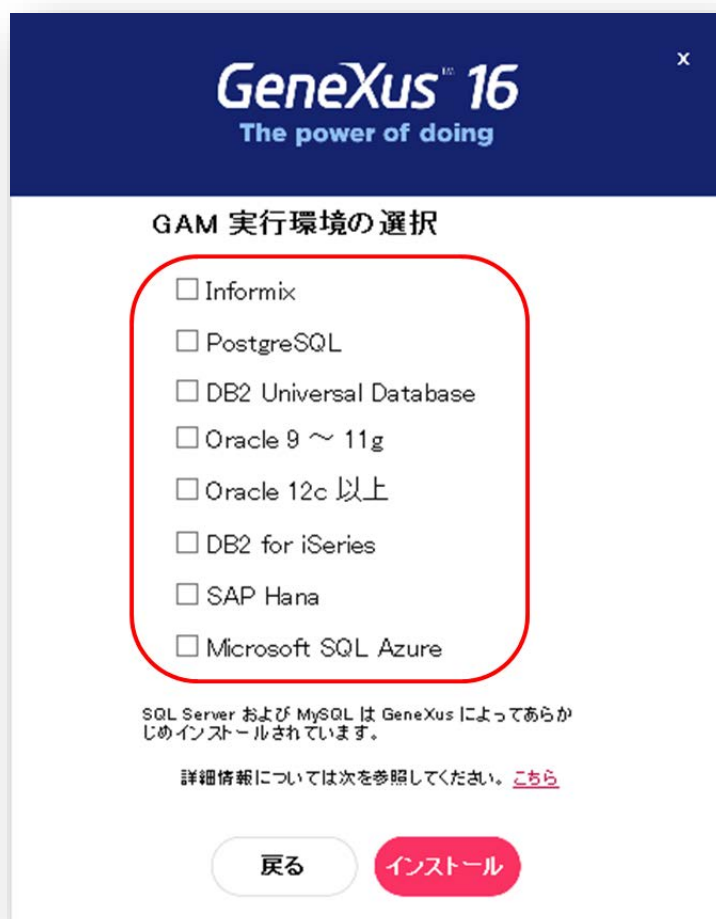 GeneXus™ 16
x
The power of doing
GAM 実行環境の選択
Informix
PostgreSQL
DB2 Universal Database
Oracle 9 ～ 11g
Oracle 12c 以上
DB2 for iSeries
SAP Hana
Microsoft SQL Azure
SQL Server および MySQL は GeneXus によってあらか
じめインストールされています。
詳細情報については次を参照してください。こちら
戻る
インストール